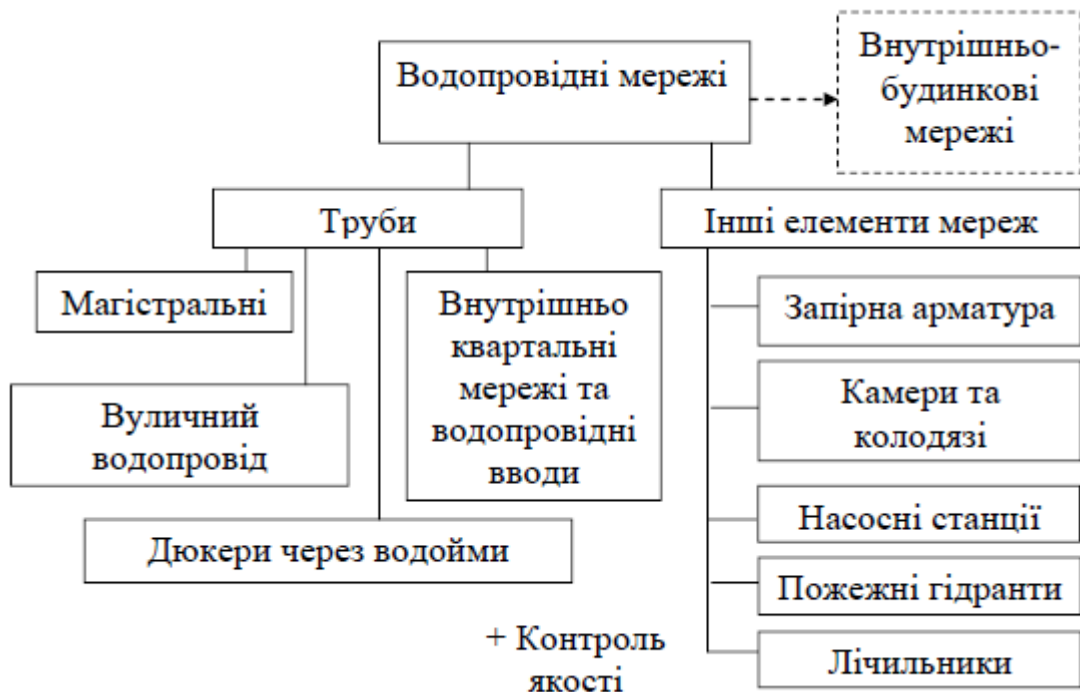 Водопровідні мережі
Внутрішньо-
будинкові
мережі
Труби
Інші елементи мереж
Магістральні
Внутрішньо
квартальні
мережі та
водопровідні
вводи
Вуличний
водопровід
Дюкери через водойми
Запірна арматура
Камери та
колодязі
Насосні станції
Пожежні гідранти
Лічильники
+ Контроль
якості